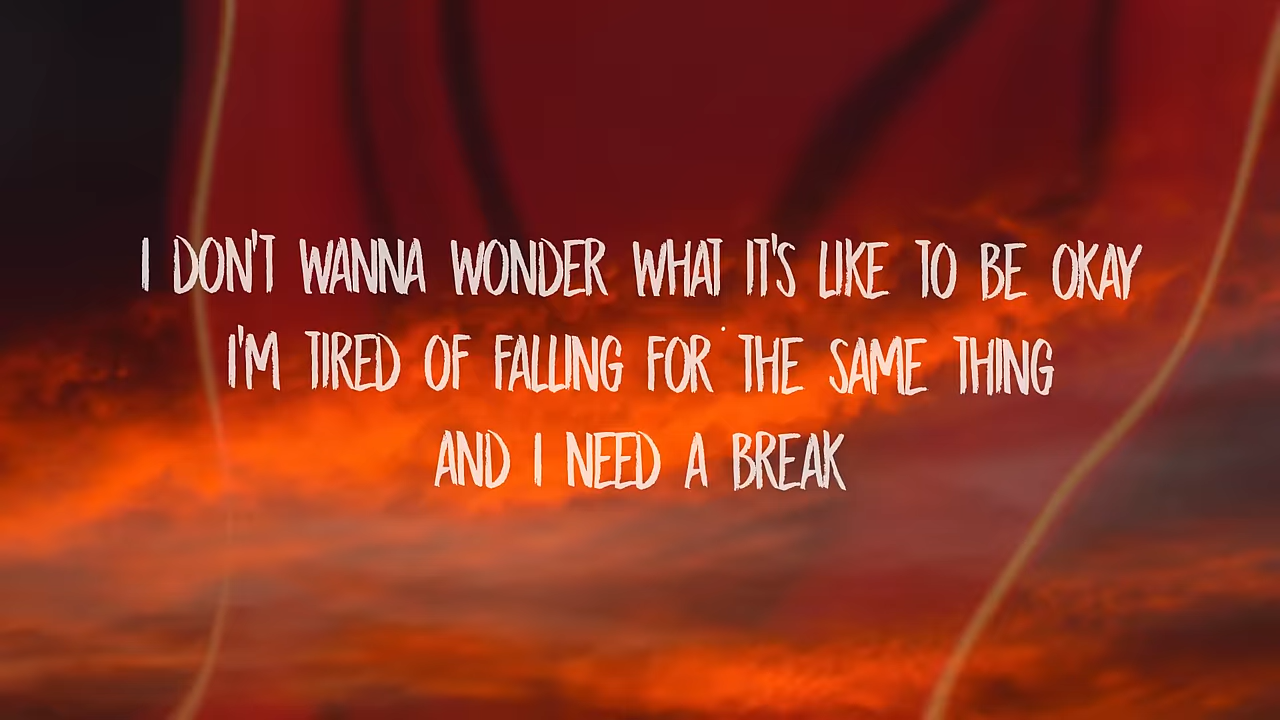 I DON'T WANNA WONDER WHAT IT'S LIKE TO BE OKAY
I'M TIRED OF FALLING FOR THE SAME THING
AND I NEED A BREAK